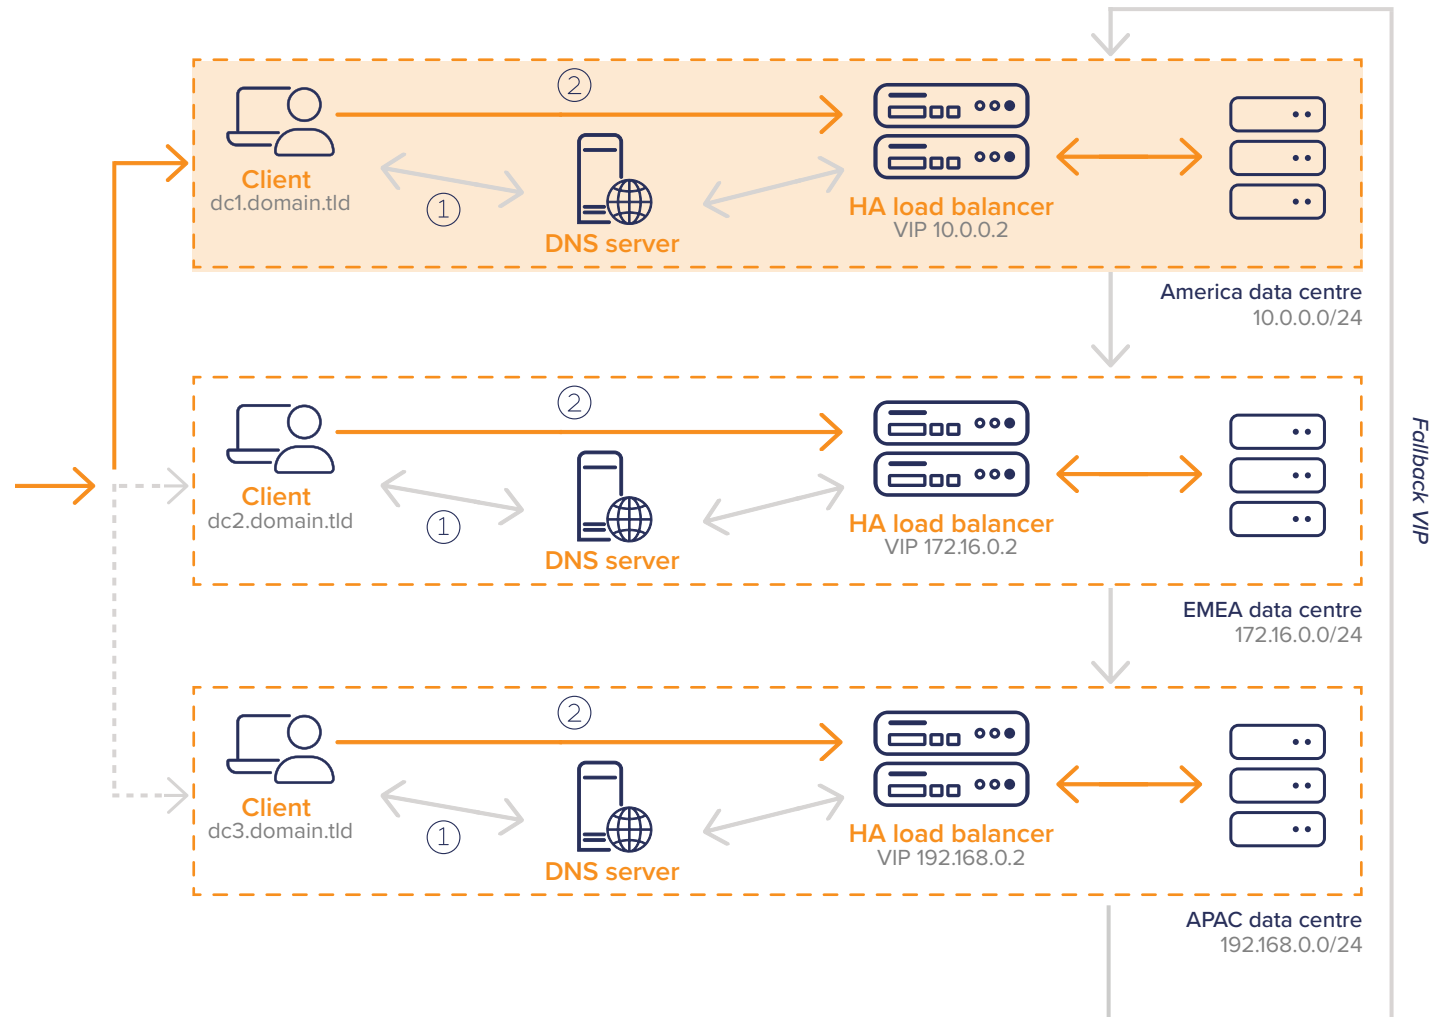 2
Client
dc1.domain.tld
1
DNS server
HA load balancer
VIP 10.0.0.2
America data centre
10.0.0.0/24
2
Client
dc2.domain.tld
1
DNS server
HA load balancer
VIP 172.16.0.2
EMEA data centre
172.16.0.0/24
Fallback VIP
2
Client
dc3.domain.tld
1
DNS server
HA load balancer
VIP 192.168.0.2
APAC data centre
192.168.0.0/24